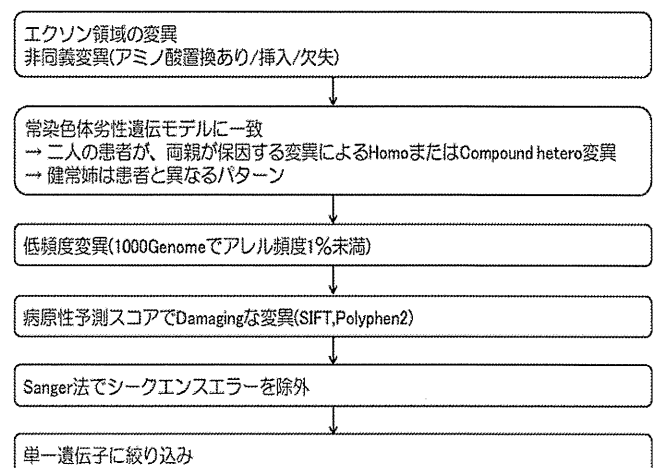 エクソン領域の変異
非同義変異(アミノ酸置換あり/挿入/欠失)
常染色体劣性遺伝モデルに一致
→ 二人の患者が、両親が保因する変異によるHomoまたはCompound hetero変異
→ 健常姉は患者と異なるパターン
低頻度変異(1000Genomeでアレル頻度1%未満)
病原性予測スコアでDamagingな変異(SIFT,Polyphen2)
Sanger法でシークエンスエラーを除外
単一遺伝子に絞り込み